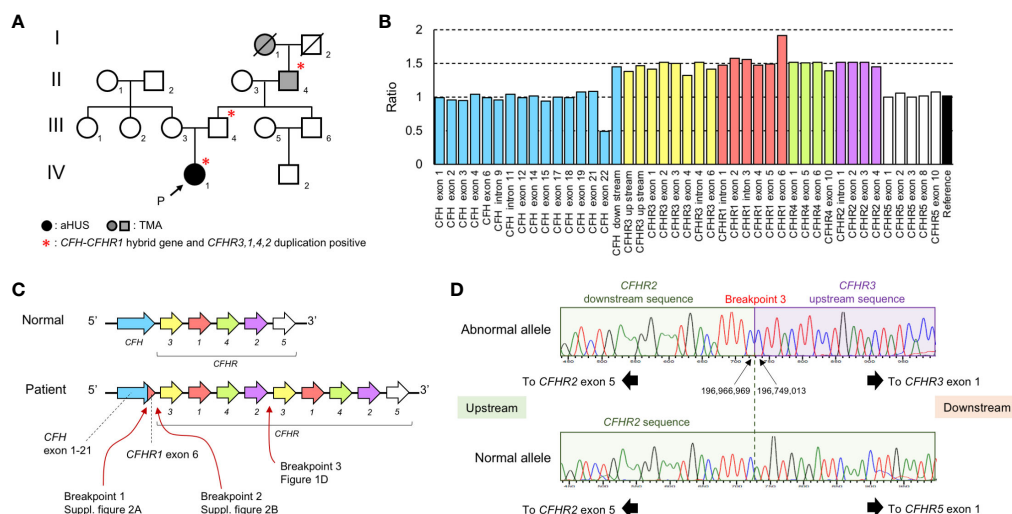 A
I
II
III
IV
1
2
1
2
3
4
*
1
2
3
4
*
5
6
1
*
2
P
: aHUS
: TMA
* : CFH-CFHR1 hybrid gene and CFHR3,1,4,2 duplication positive
B
Ratio
2
1.5
1
0.5
0
CFH exon 1
CFH exon 2
CFH exon 3
CFH exon 4
CFH exon 6
CFH intron 9
CFH intron 11
CFH exon 12
CFH exon 14
CFH exon 15
CFH exon 17
CFH exon 18
CFH exon 19
CFH exon 21
CFH exon 22
CFH down stream
CFHR3 up stream
CFHR3 up stream
CFHR3 exon 1
CFHR3 exon 2
CFHR3 exon 3
CFHR3 exon 4
CFHR3 intron 4
CFHR3 exon 6
CFHR1 intron 1
CFHR1 exon 2
CFHR1 intron 3
CFHR1 exon 5
CFHR1 exon 5
CFHR1 exon 6
CFHR4 exon 1
CFHR4 exon 5
CFHR4 exon 6
CFHR4 exon 10
CFHR2 intron 1
CFHR2 exon 2
CFHR2 exon 3
CFHR2 exon 4
CFHR5 exon 1
CFHR5 exon 2
CFHR5 exon 3
CFHR5 exon 8
CFHR5 exon 10
Reference
C
Normal 5' 3'
CFH 3 1 4 2 5
CFHR
Patient 5' 3'
3 1 4 2 3 1 4 2 5
CFHR
CFH
exon 1-21
CFHR1 exon 6
Breakpoint 1
Suppl. figure 2A
Breakpoint 2
Suppl. figure 2B
Breakpoint 3
Figure 1D
D
CFHR2
downstream sequence
Breakpoint 3
CFHR3
upstream sequence
Abnormal allele
To CFHR2 exon 5
196,966,969
196,749,013
To CFHR3 exon 1
Upstream
Downstream
CFHR2 sequence
Normal allele
To CFHR2 exon 5
To CFHR5 exon 1